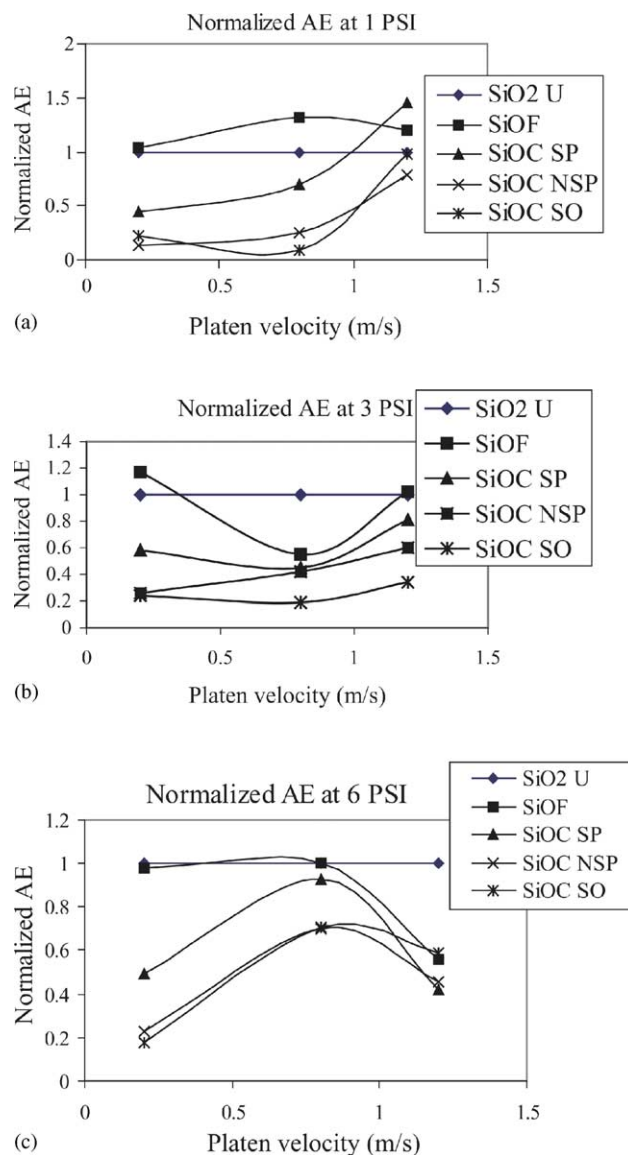 Normalized AE at 1 PSI
2
1.5
1
0.5
0
Normalized AE
0
0.5
1
1.5
Platen velocity (m/s)
SiO2 U
SiOF
SiOC SP
SiOC NSP
SiOC SO
(a)
Normalized AE at 3 PSI
1.4
1.2
1
0.8
0.6
0.4
0.2
0
Normalized AE
0
0.5
1
1.5
Platen velocity (m/s)
SiO2 U
SiOF
SiOC SP
SiOC NSP
SiOC SO
(b)
Normalized AE at 6 PSI
1.2
1
0.8
0.6
0.4
0.2
0
Normalized AE
0
0.5
1
1.5
Platen velocity (m/s)
SiO2 U
SiOF
SiOC SP
SiOC NSP
SiOC SO
(c)